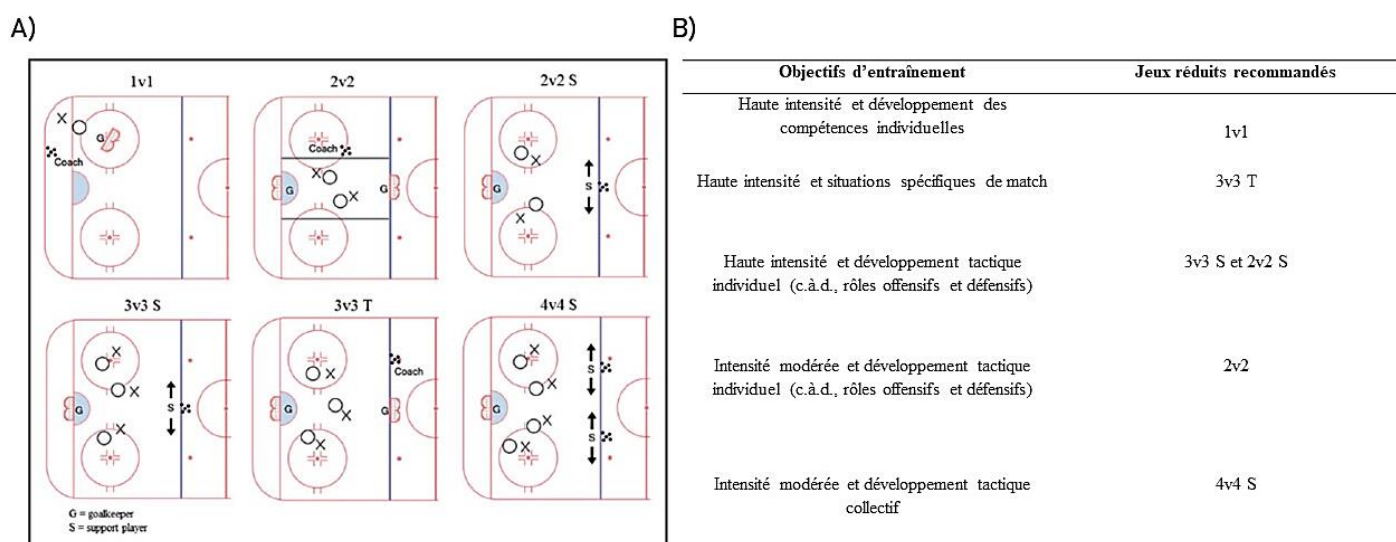 A)
1v1
2v2
2v2 S
X
G
Coach
Coach
X
G
G
X
X
G
S
X
3v3 S
3v3 T
4v4 S
X
X
G
S
X
Coach
X
G
X
G
X
X
S
X
G
X
X
S
G = goalkeeper
S = support player
B)
Objectifs d’entraînement Jeux réduits recommandés
Haute intensité et développement des
compétences individuelles
1v1
Haute intensité et situations spécifiques de match 3v3 T
Haute intensité et développement tactique 3v3 S et 2v2 S
individuel (c.à.d., rôles offensifs et défensifs)
Intensité modérée et développement tactique 2v2
individuel (c.à.d., rôles offensifs et défensifs)
Intensité modérée et développement tactique 4v4 S
collectif